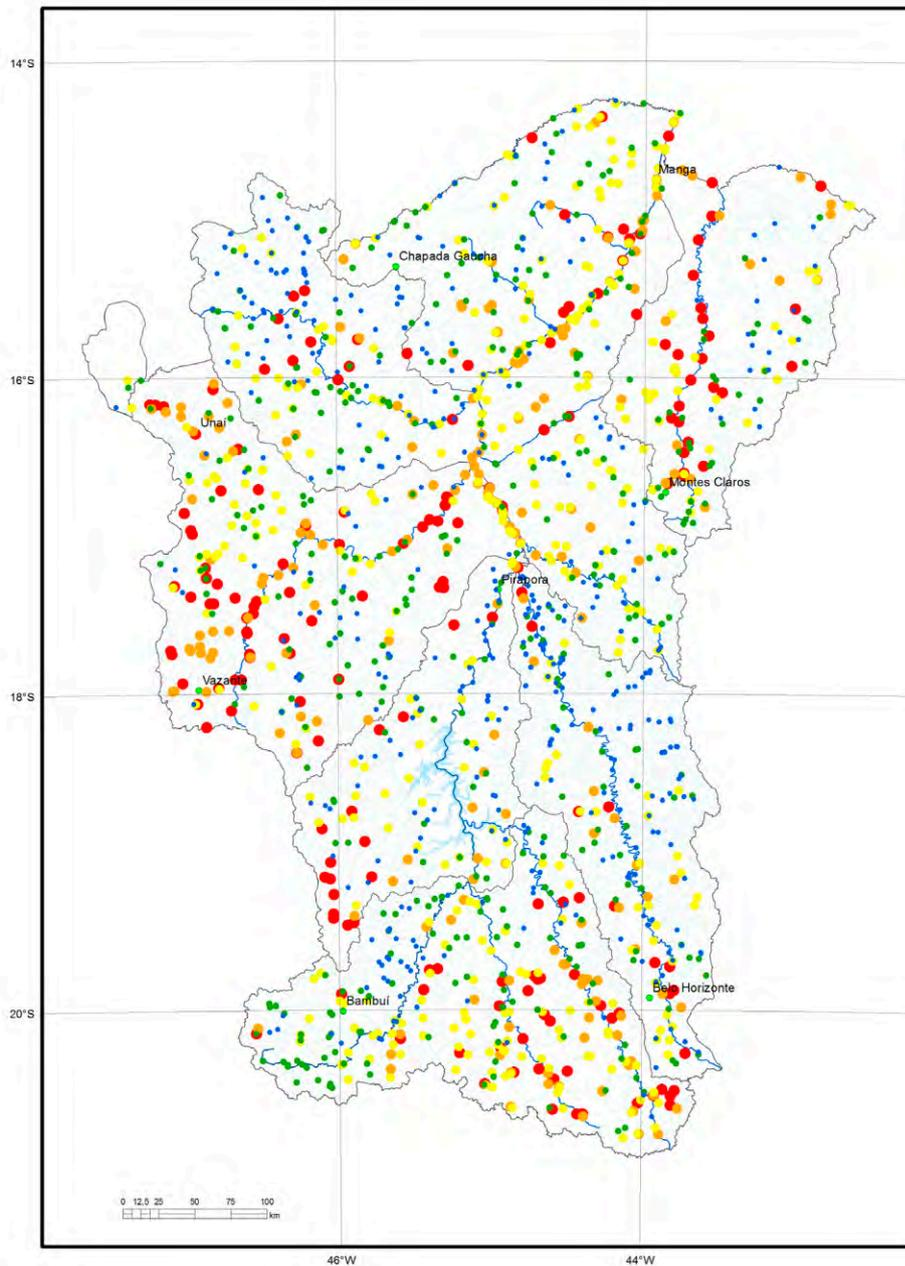 14°S
Manga
Chapada Gaúcha
16°S
Unaí
Montes Claros
Pirapora
Vazante
18°S
Belo Horizonte
20°S
Bambuí
0 12,5 25 50 75 100
km
46°W 44°W